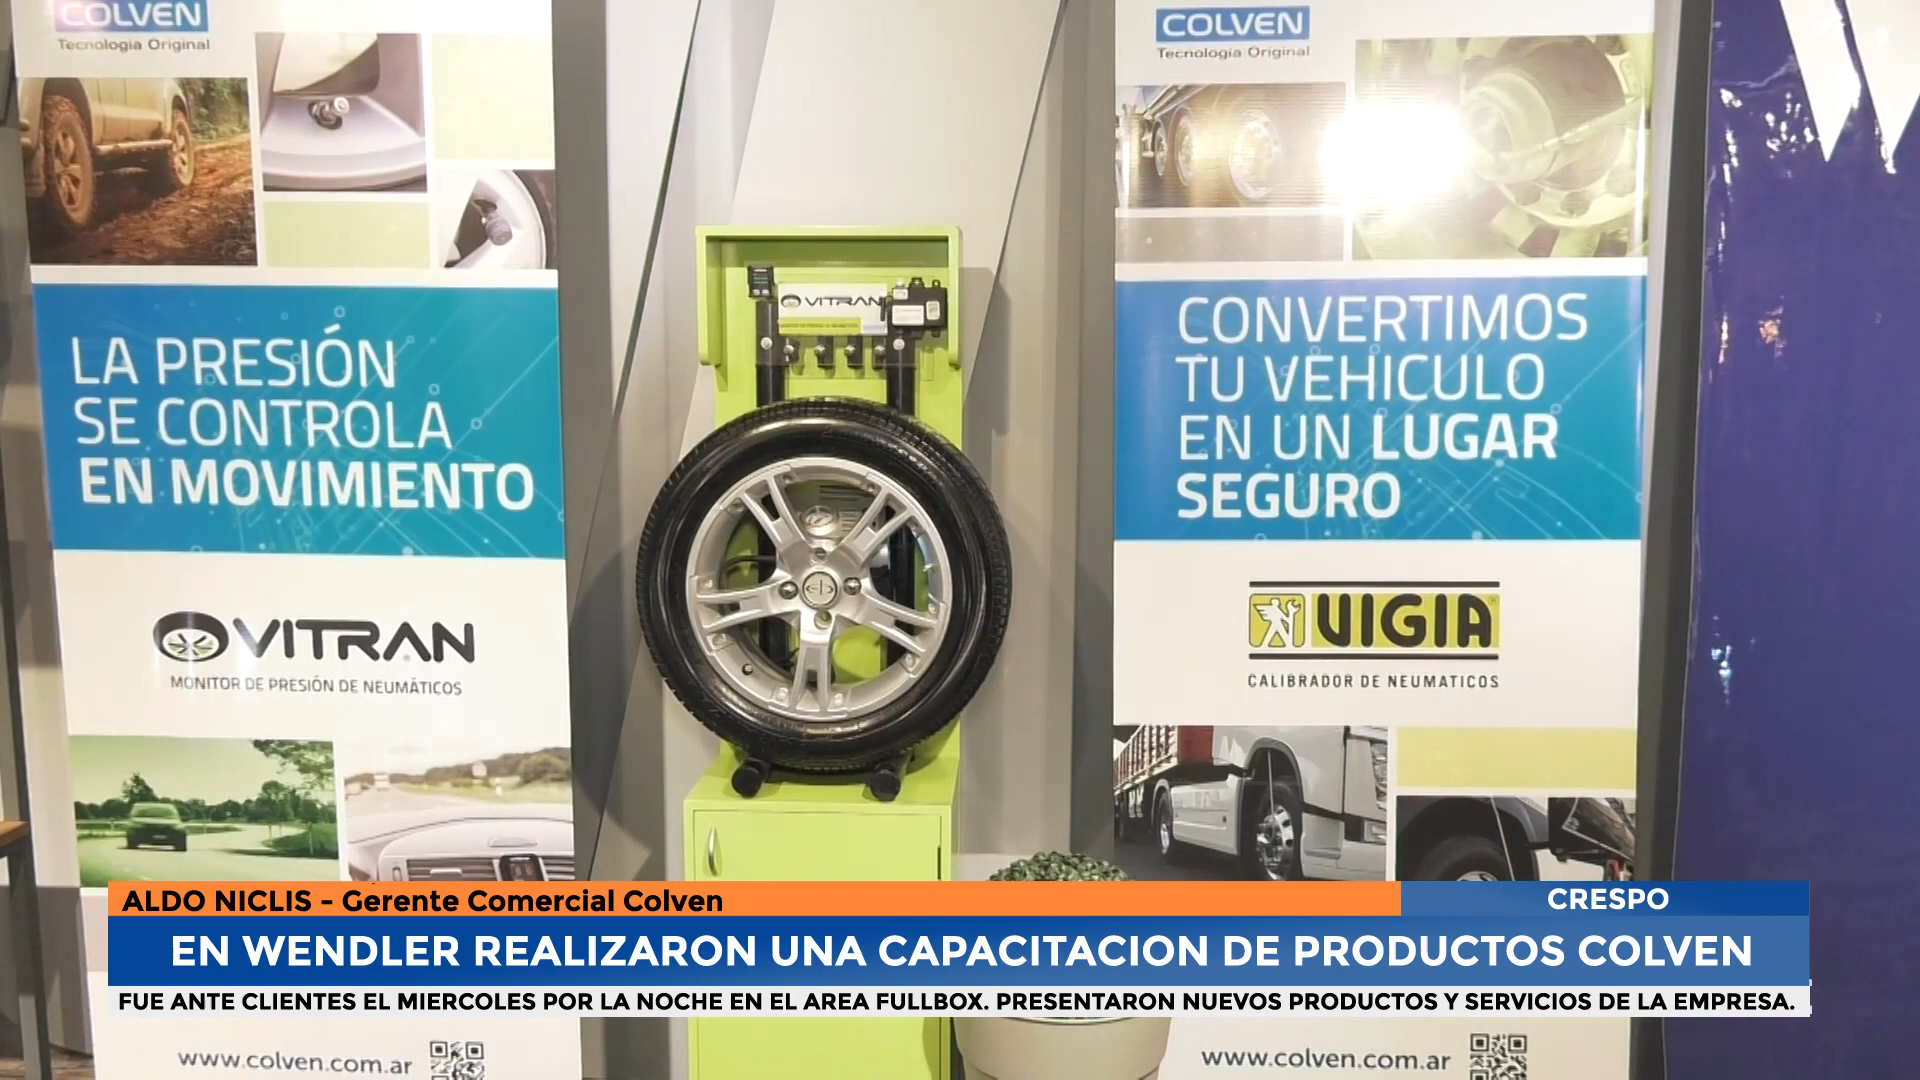 COLVEN
Tecnología Original
LA PRESIÓN
SE CONTROLA
EN MOVIMIENTO
VITRAN
MONITOR DE PRESIÓN DE NEUMÁTICOS
www.colven.com.ar
VITRAN
COLVEN
Tecnología Original
CONVERTIMOS
TU VEHICULO
EN UN LUGAR
SEGURO
VIGIA
CALIBRADOR DE NEUMATICOS
www.colven.com.ar
ALDO NICLIS - Gerente Comercial Colven
CRESPO
EN WENDLER REALIZARON UNA CAPACITACION DE PRODUCTOS COLVEN
FUE ANTE CLIENTES EL MIERCOLES POR LA NOCHE EN EL AREA FULLBOX. PRESENTARON NUEVOS PRODUCTOS Y SERVICIOS DE LA EMPRESA.